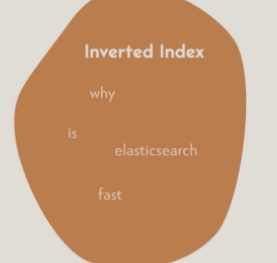 Inverted Index
why
is
elasticsearch
fast